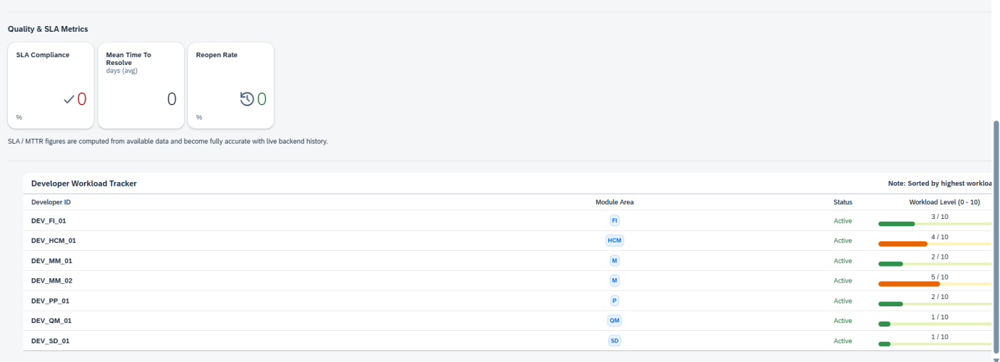 Quality & SLA Metrics
SLA Compliance
0
%
Mean Time To
Resolve
days (avg)
0
Reopen Rate
0
%
SLA / MTTR figures are computed from available data and become fully accurate with live backend history.
Developer Workload Tracker
Note: Sorted by highest
Developer ID Module Area Status Workload Level (0 - 10)
DEV_FI_01 FI Active 3 / 10
DEV_HCM_01 HCM Active 4 / 10
DEV_MM_01 M Active 2 / 10
DEV_MM_02 M Active 5 / 10
DEV_PP_01 P Active 2 / 10
DEV_QM_01 QM Active 1 / 10
DEV_SD_01 SD Active 1 / 10